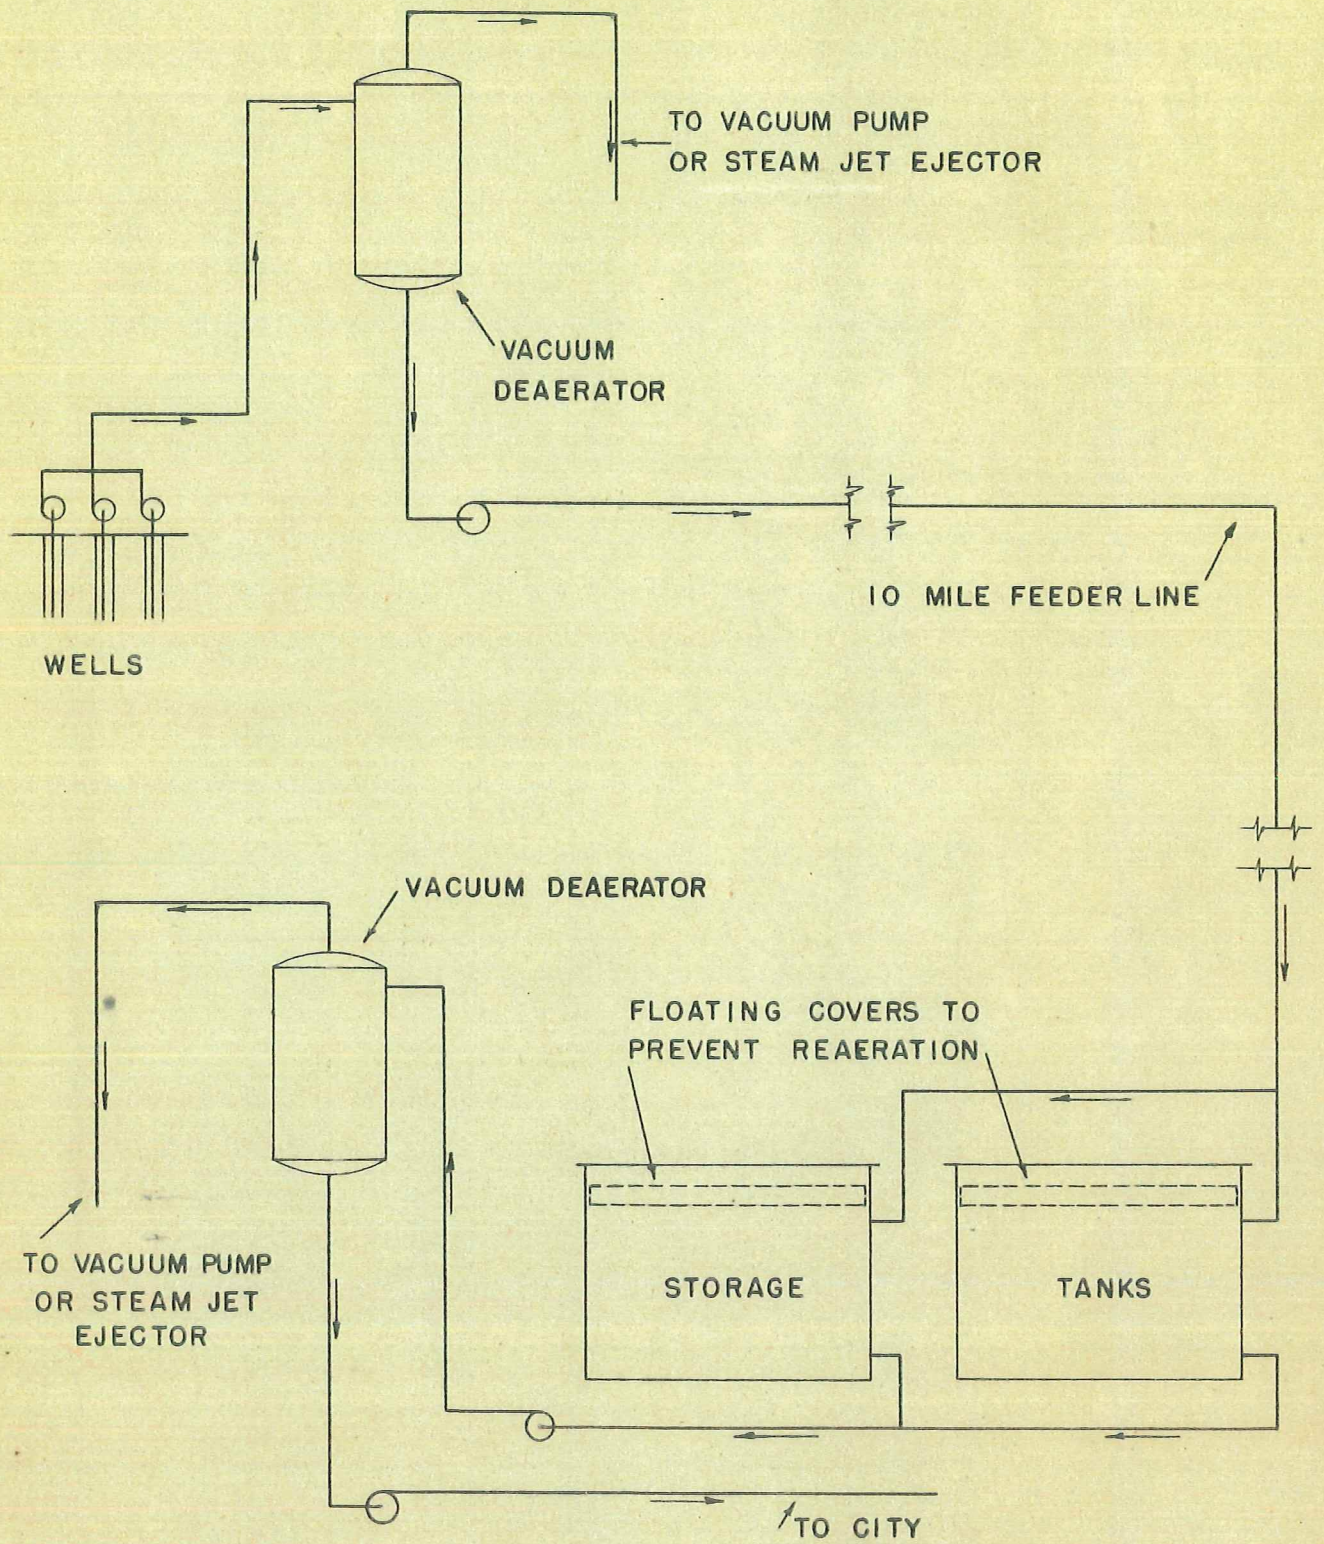 TO VACUUM PUMP
OR STEAM JET EJECTOR
VACUUM
DEAERATOR
10 MILE FEEDER LINE
WELLS
VACUUM DEAERATOR
FLOATING COVERS TO
PREVENT REAERATION
TO VACUUM PUMP
OR STEAM JET
EJECTOR
STORAGE
TANKS
TO CITY